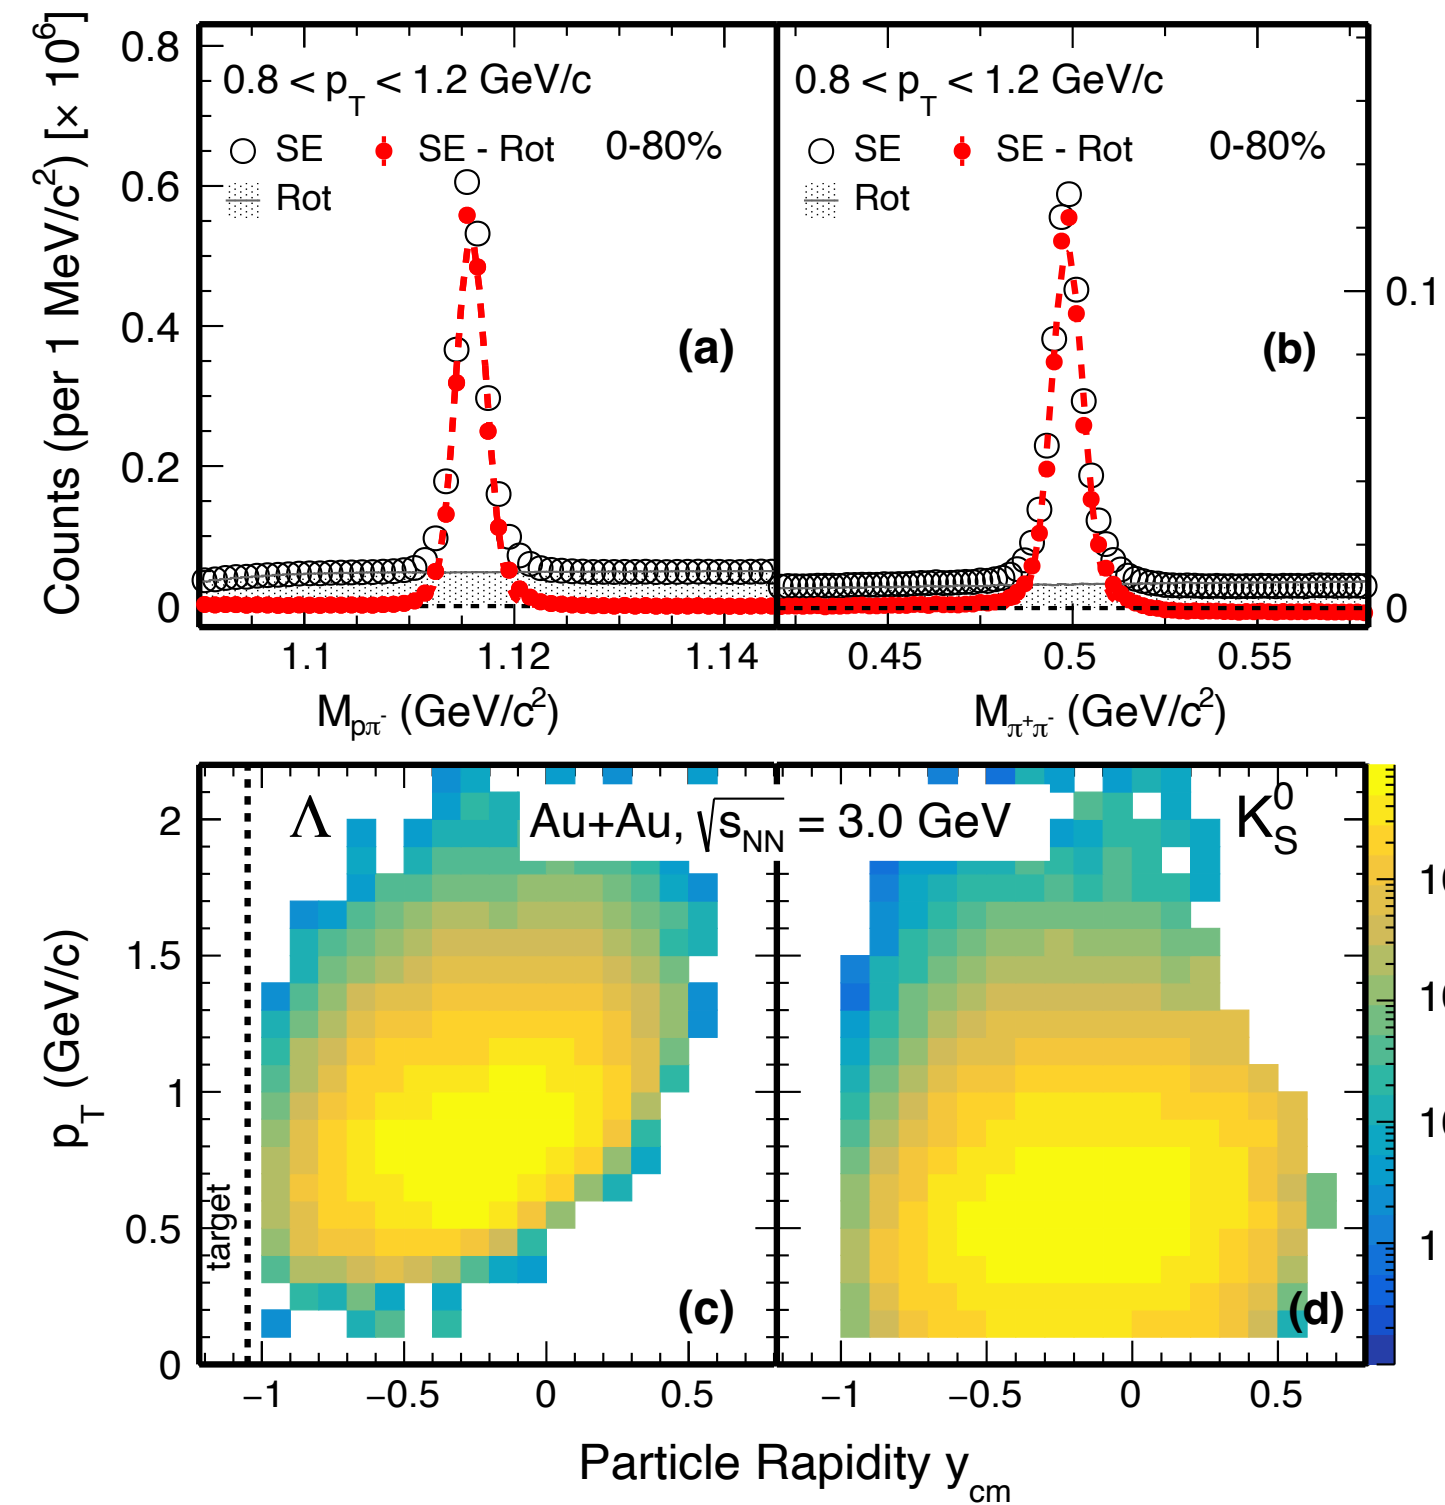 Counts (per 1 MeV/c²) [× 10⁶]
0.8
0.6
0.4
0.2
0
0.8 < p_T < 1.2 GeV/c
SE
SE - Rot
0-80%
Rot
(a)
1.1
1.12
1.14
M_pπ⁻ (GeV/c²)
0.8 < p_T < 1.2 GeV/c
SE
SE - Rot
0-80%
Rot
(b)
0.1
0
0.45
0.5
0.55
M_π⁺π⁻ (GeV/c²)
p_T (GeV/c)
2
1.5
1
0.5
0
Λ
Au+Au, √s_NN = 3.0 GeV
K⁰_S
target
(c)
(d)
−1
−0.5
0
0.5
−1
−0.5
0
0.5
1
Particle Rapidity y_cm